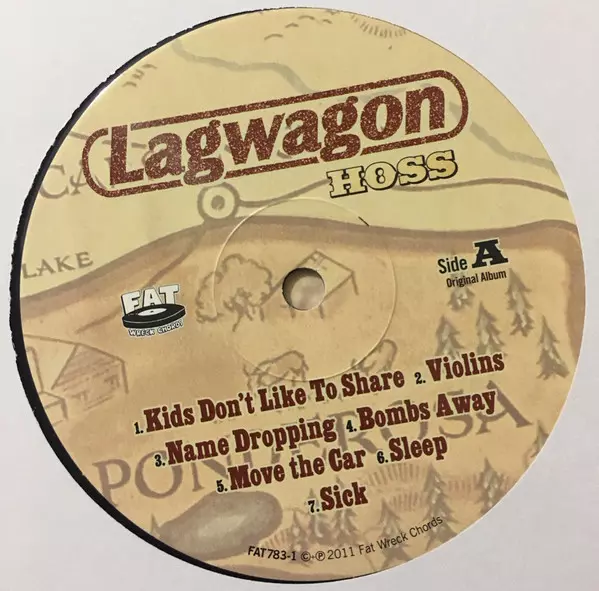 Lagwagon
HOSS
LAKE
Side A
Original Album
FAT
WRECK CHORDS
1. Kids Don't Like To Share 2. Violins
3. Name Dropping 4. Bombs Away
5. Move the Car 6. Sleep
7. Sick
PONDEROSA
FAT783-1 ©+℗ 2011 Fat Wreck Chords